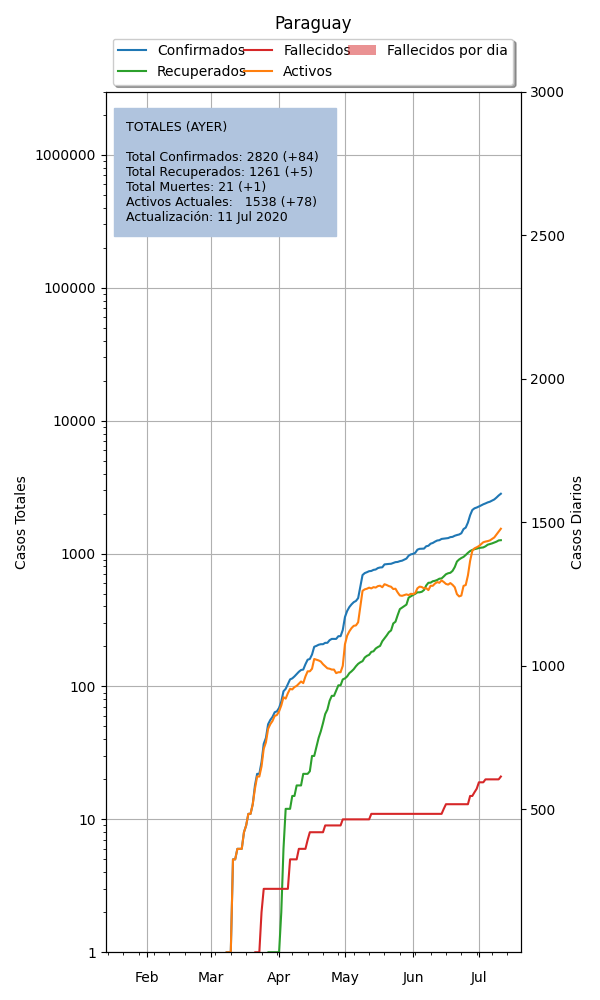 Paraguay
Confirmados
Recuperados
Fallecidos
Activos
Fallecidos por dia
TOTALES (AYER)
Total Confirmados: 2820 (+84)
Total Recuperados: 1261 (+5)
Total Muertes: 21 (+1)
Activos Actuales:   1538 (+78)
Actualización: 11 Jul 2020
Casos Totales
1000000
100000
10000
1000
100
10
1
3000
2500
2000
1500
1000
500
Casos Diarios
Feb
Mar
Apr
May
Jun
Jul